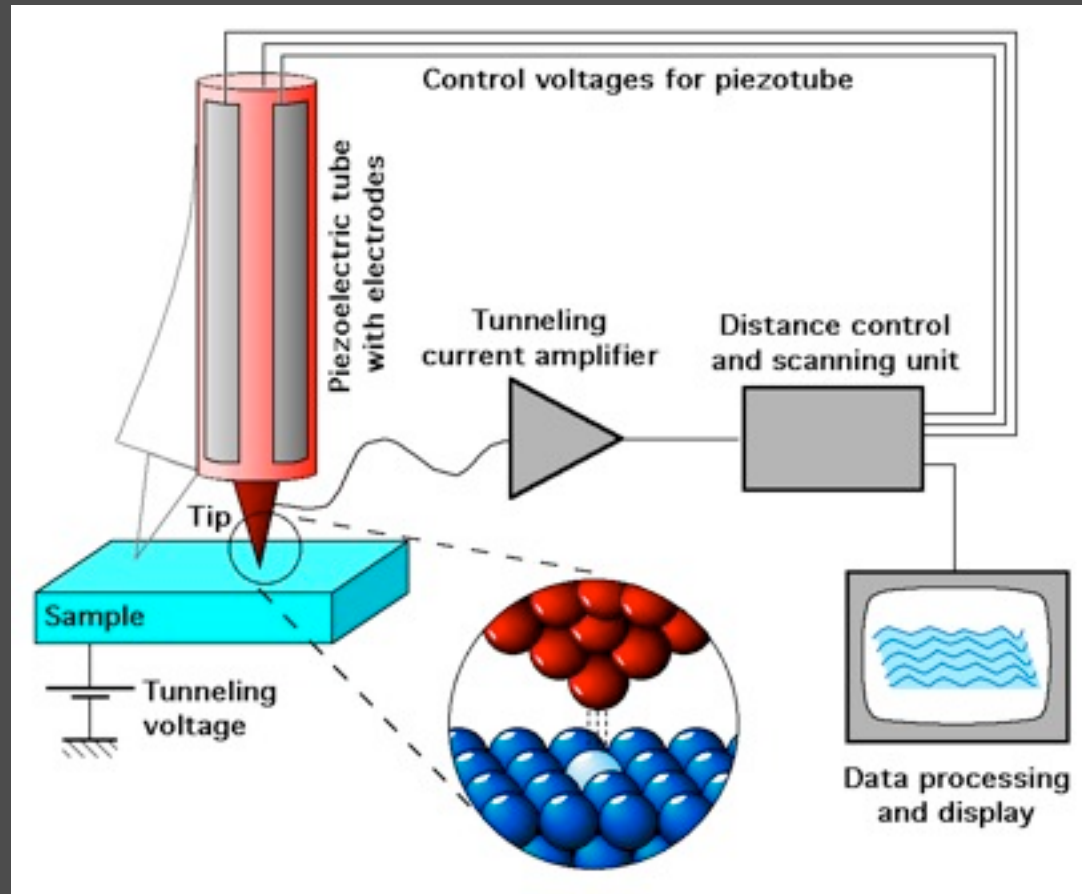 Control voltages for piezotube
Piezoelectric tube
with electrodes
Tunneling
current amplifier
Distance control
and scanning unit
Tip
Sample
Tunneling
voltage
Data processing
and display